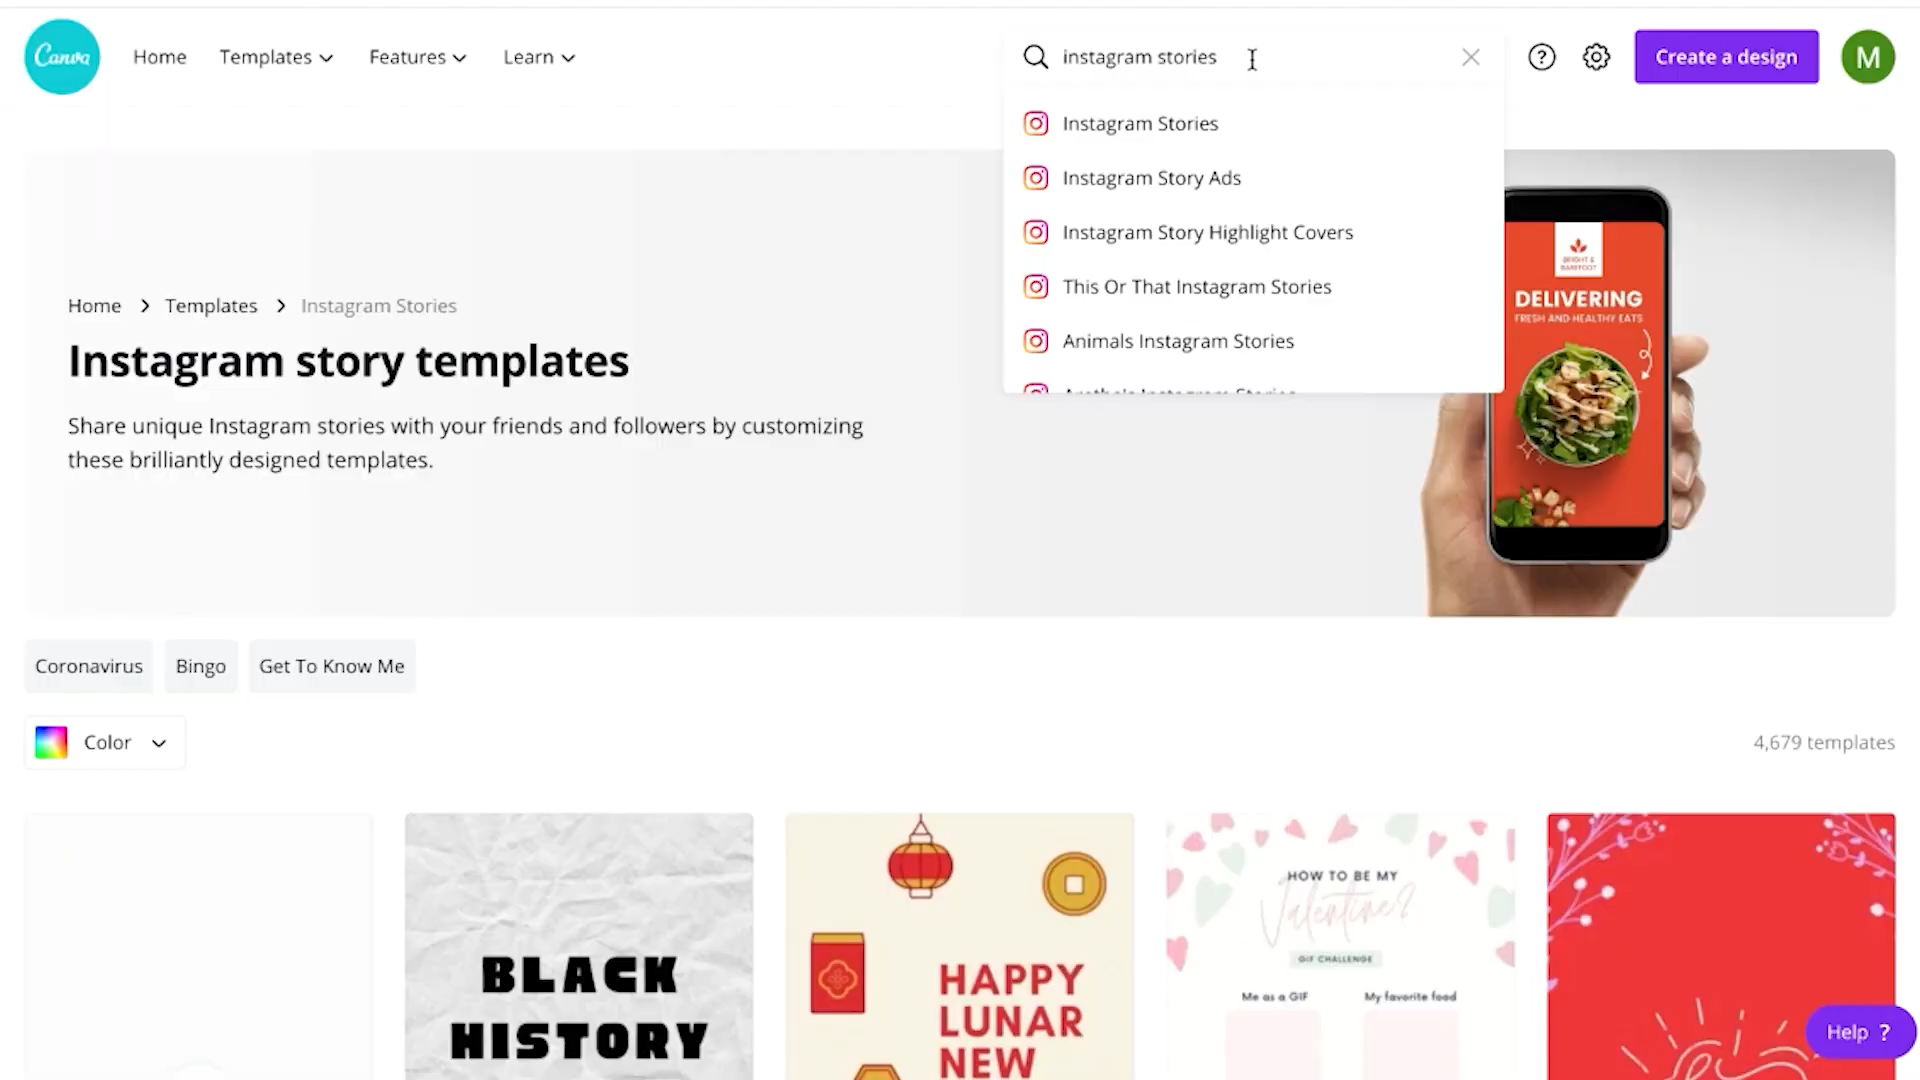 Canva
Home
Templates
Features
Learn
instagram stories
Create a design
M
Instagram Stories
Instagram Story Ads
Instagram Story Highlight Covers
This Or That Instagram Stories
Animals Instagram Stories
Instagram Stories
BRIGHT &
BAREFOOT
DELIVERING
FRESH AND HEALTHY EATS
Home > Templates > Instagram Stories
Instagram story templates
Share unique Instagram stories with your friends and followers by customizing
these brilliantly designed templates.
Coronavirus
Bingo
Get To Know Me
Color
4,679 templates
BLACK
HISTORY
HAPPY
LUNAR
NEW
HOW TO BE MY
Valentine?
GIF CHALLENGE
Me as a GIF
My favorite food
Help ?